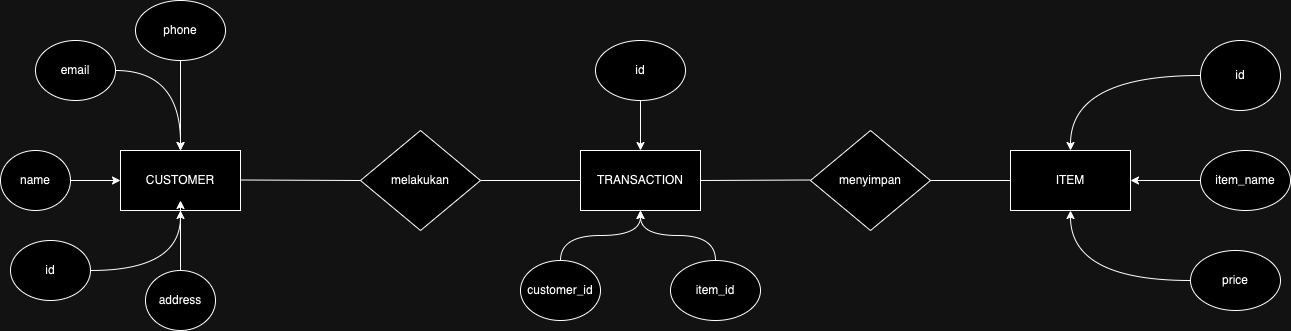 phone
email
id
id
name
CUSTOMER
melakukan
TRANSACTION
menyimpan
ITEM
item_name
id
address
customer_id
item_id
price